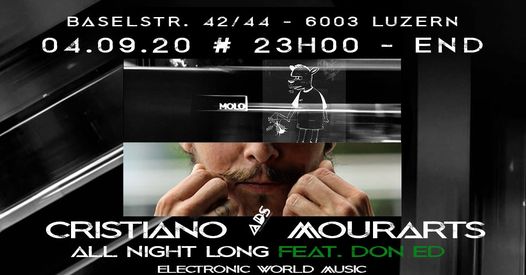 BASELSTR. 42/44 - 6003 LUZERN
04.09.20 # 23H00 - END
MOLO
CRISTIANO MOURARTS
ALL NIGHT LONG FEAT. DON ED
ELECTRONIC WORLD MUSIC